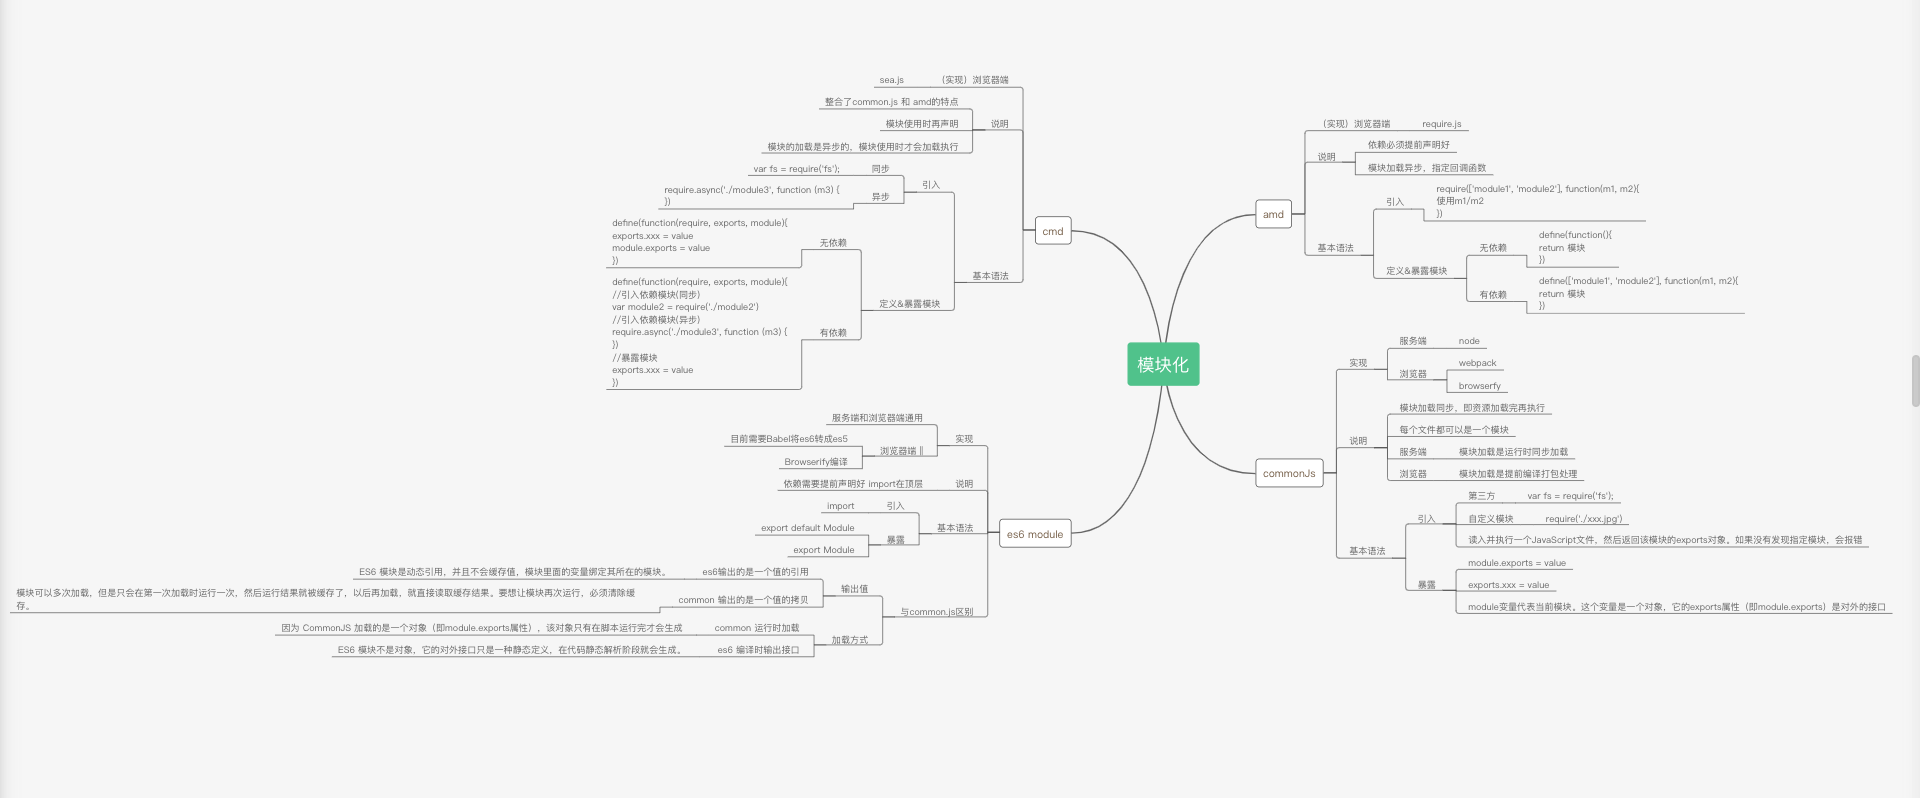 模块化
cmd
sea.js
（实现）浏览器端
整合了common.js 和 amd的特点
模块使用时再声明
模块的加载是异步的，模块使用时才会加载执行
说明
var fs = require('fs');
同步
require.async('./module3', function (m3) {
})
异步
引入
define(function(require, exports, module){
exports.xxx = value
module.exports = value
})
无依赖
define(function(require, exports, module){
//引入依赖模块(同步)
var module2 = require('./module2')
//引入依赖模块(异步)
require.async('./module3', function (m3) {
})
//暴露模块
exports.xxx = value
})
有依赖
定义&暴露模块
基本语法
es6 module
服务端和浏览器端通用
目前需要Babel将es6转成es5
Browserify编译
浏览器端 ||
实现
依赖需要提前声明好 import在顶层
说明
import
引入
export default Module
export Module
暴露
基本语法
ES6 模块是动态引用，并且不会缓存值，模块里面的变量绑定其所在的模块。
es6输出的是一个值的引用
模块可以多次加载，但是只会在第一次加载时运行一次，然后运行结果就被缓存了，以后再加载，就直接读取缓存结果。要想让模块再次运行，必须清除缓
存。
common 输出的是一个值的拷贝
输出值
因为 CommonJS 加载的是一个对象（即module.exports属性），该对象只有在脚本运行完才会生成
common 运行时加载
ES6 模块不是对象，它的对外接口只是一种静态定义，在代码静态解析阶段就会生成。
es6 编译时输出接口
加载方式
与common.js区别
amd
（实现）浏览器端
require.js
说明
依赖必须提前声明好
模块加载异步，指定回调函数
基本语法
引入
require(['module1', 'module2'], function(m1, m2){
使用m1/m2
})
定义&暴露模块
无依赖
define(function(){
return 模块
})
有依赖
define(['module1', 'module2'], function(m1, m2){
return 模块
})
commonJs
实现
服务端
node
浏览器
webpack
browserfy
说明
模块加载同步，即资源加载完再执行
每个文件都可以是一个模块
服务端
模块加载是运行时同步加载
浏览器
模块加载是提前编译打包处理
基本语法
引入
第三方
var fs = require('fs');
自定义模块
require('./xxx.jpg')
读入并执行一个JavaScript文件，然后返回该模块的exports对象。如果没有发现指定模块，会报错
暴露
module.exports = value
exports.xxx = value
module变量代表当前模块。这个变量是一个对象，它的exports属性（即module.exports）是对外的接口